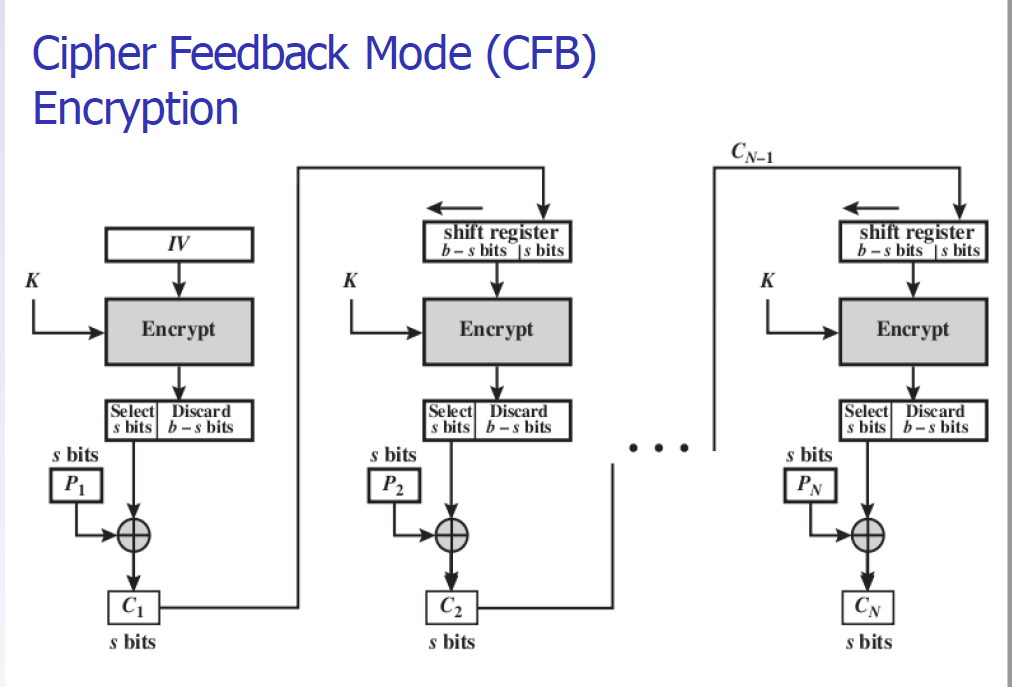 Cipher Feedback Mode (CFB)
Encryption
C_{N–1}
IV
shift register
b – s bits | s bits
shift register
b – s bits | s bits
K
K
K
Encrypt
Encrypt
Encrypt
Select
s bits
Discard
b – s bits
Select
s bits
Discard
b – s bits
Select
s bits
Discard
b – s bits
s bits
P_1
s bits
P_2
s bits
P_N
C_1
s bits
C_2
s bits
C_N
s bits